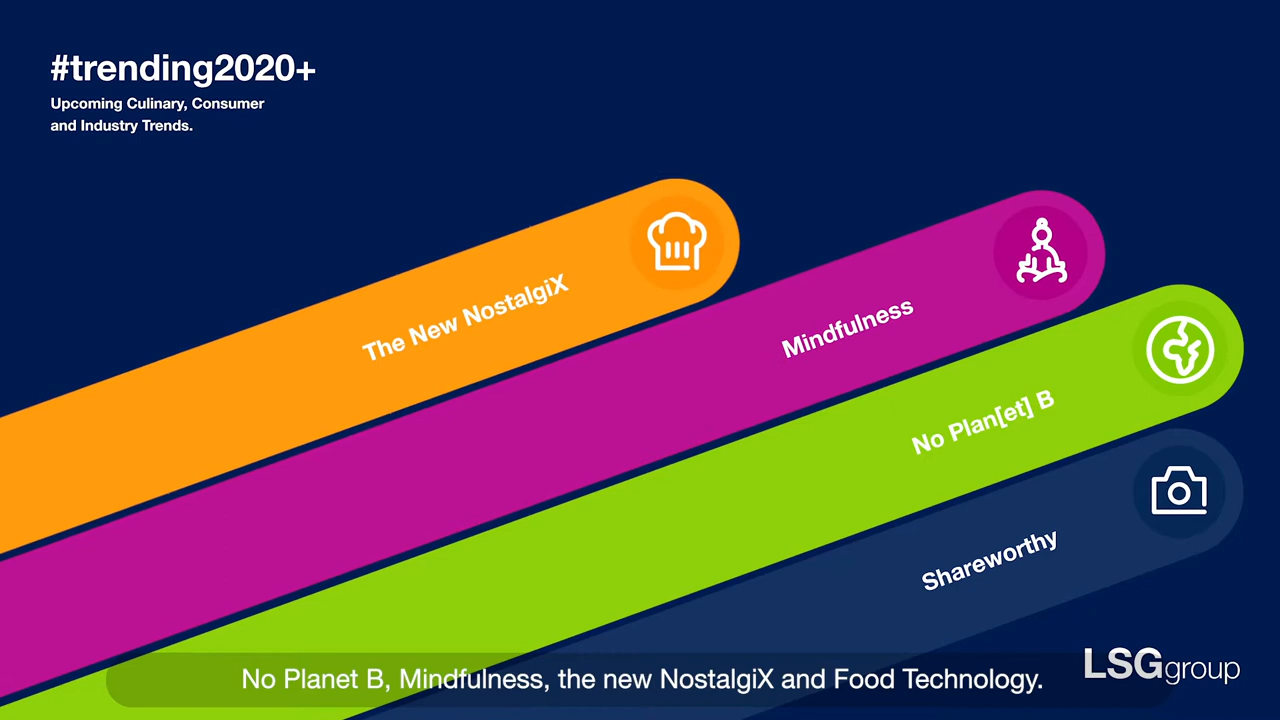 #trending2020+
Upcoming Culinary, Consumer
and Industry Trends.
The New NostalgiX
Mindfulness
No Plan[et] B
Shareworthy
LSGgroup
No Planet B, Mindfulness, the new NostalgiX and Food Technology.